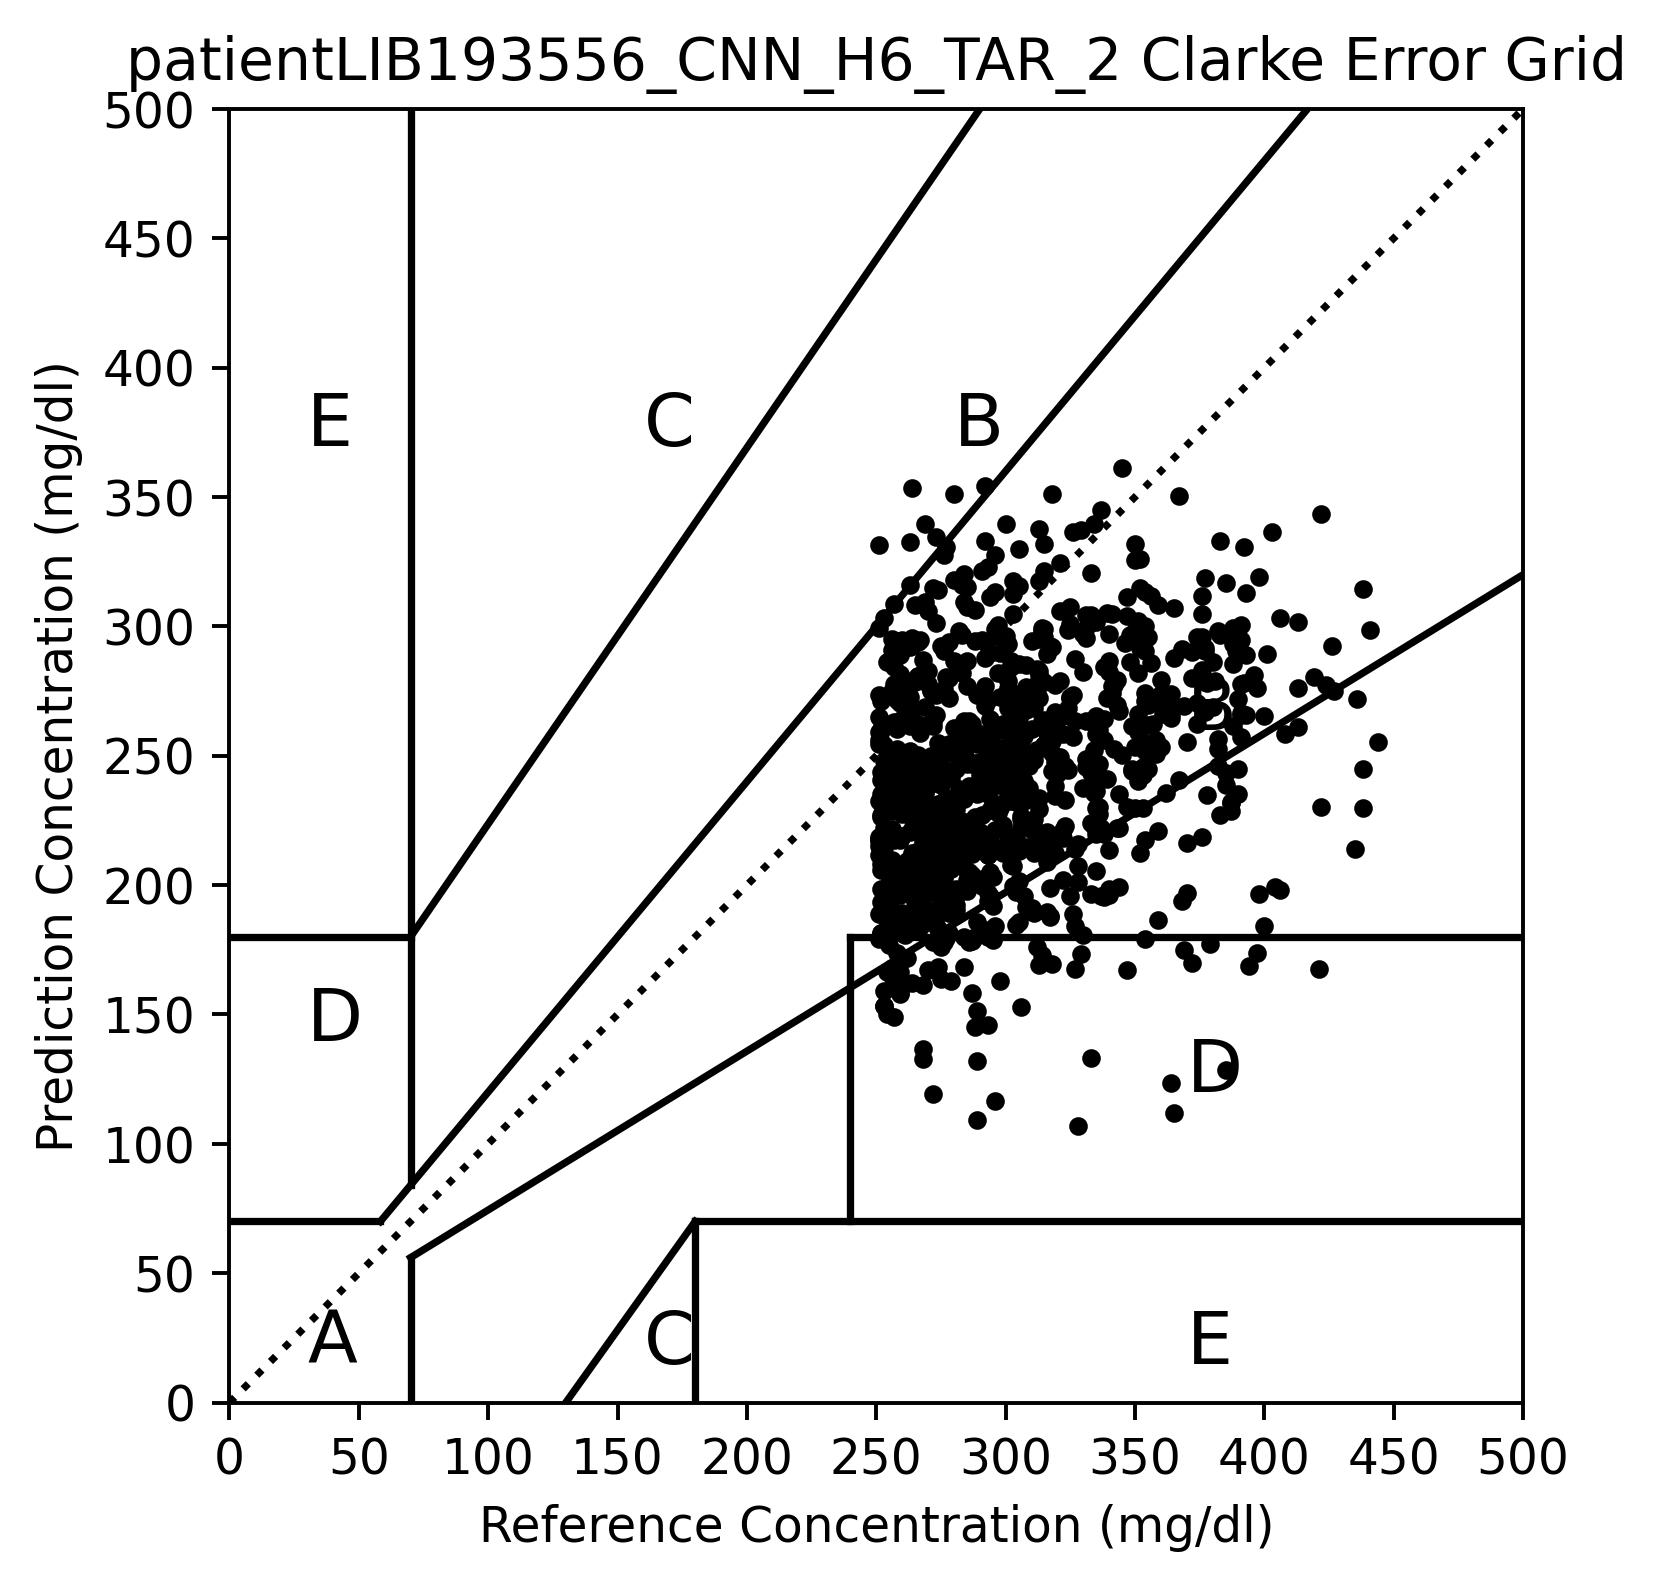 patientLIB193556_CNN_H6_TAR_2 Clarke Error Grid
500
450
400
350
300
250
200
150
100
50
0
Prediction Concentration (mg/dl)
E
C
B
B
D
D
A
C
E
0 50 100 150 200 250 300 350 400 450 500
Reference Concentration (mg/dl)